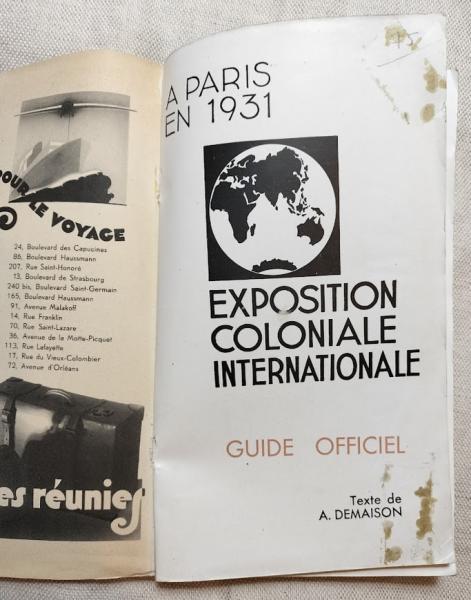 POUR LE VOYAGE
24, Boulevard des Capucines
86, Boulevard Haussmann
207, Rue Saint-Honoré
13, Boulevard de Strasbourg
240 bis, Boulevard Saint-Germain
165, Boulevard Haussmann
91, Avenue Malakoff
14, Rue Franklin
70, Rue Saint-Lazare
36, Avenue de la Motte-Picquet
113, Rue Lafayette
17, Rue du Vieux-Colombier
72, Avenue d'Orléans
es réunies
A PARIS
EN 1931
EXPOSITION
COLONIALE
INTERNATIONALE
GUIDE OFFICIEL
Texte de
A. DEMAISON